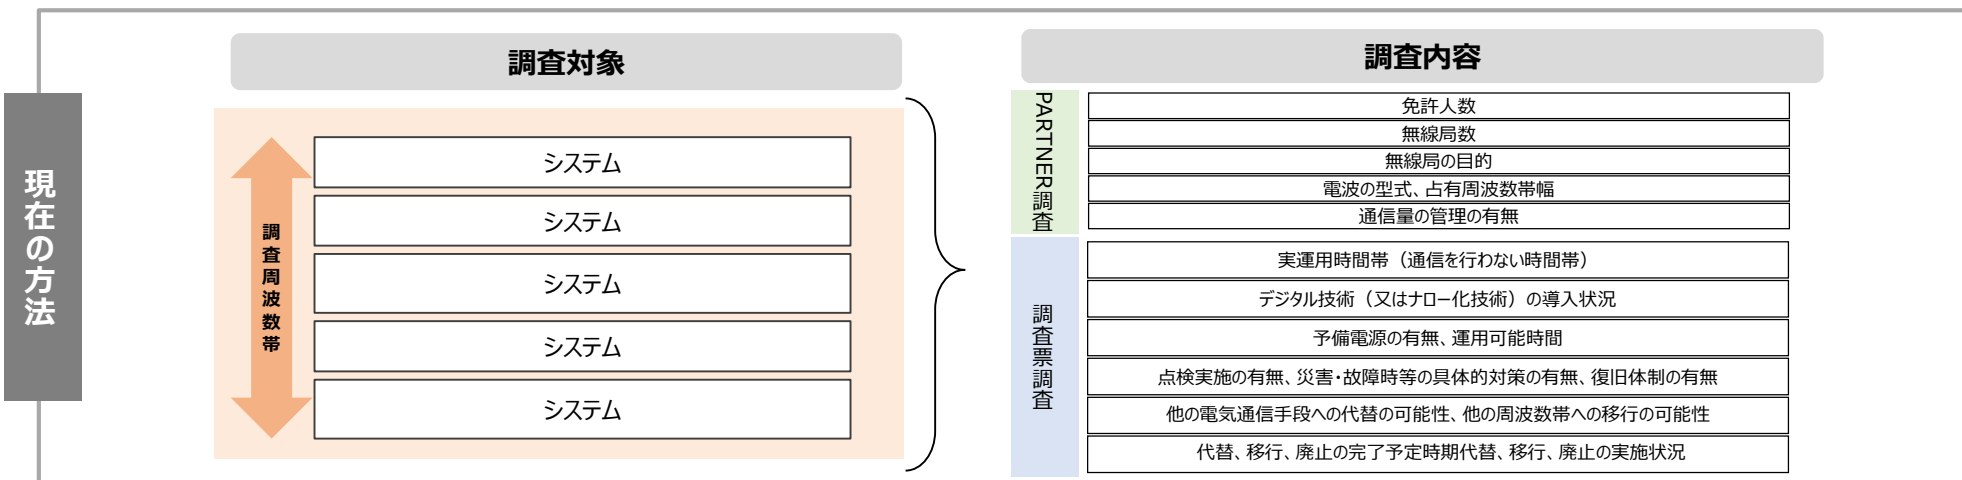 現在の方法
調査対象
調査周波数帯
システム
システム
システム
システム
システム
調査内容
PARTNER調査
免許人数
無線局数
無線局の目的
電波の型式、占有周波数帯幅
通信量の管理の有無
調査票調査
実運用時間帯（通信を行わない時間帯）
デジタル技術（又はナロー化技術）の導入状況
予備電源の有無、運用可能時間
点検実施の有無、災害・故障時等の具体的対策の有無、復旧体制の有無
他の電気通信手段への代替の可能性、他の周波数帯への移行の可能性
代替、移行、廃止の完了予定時期代替、移行、廃止の実施状況